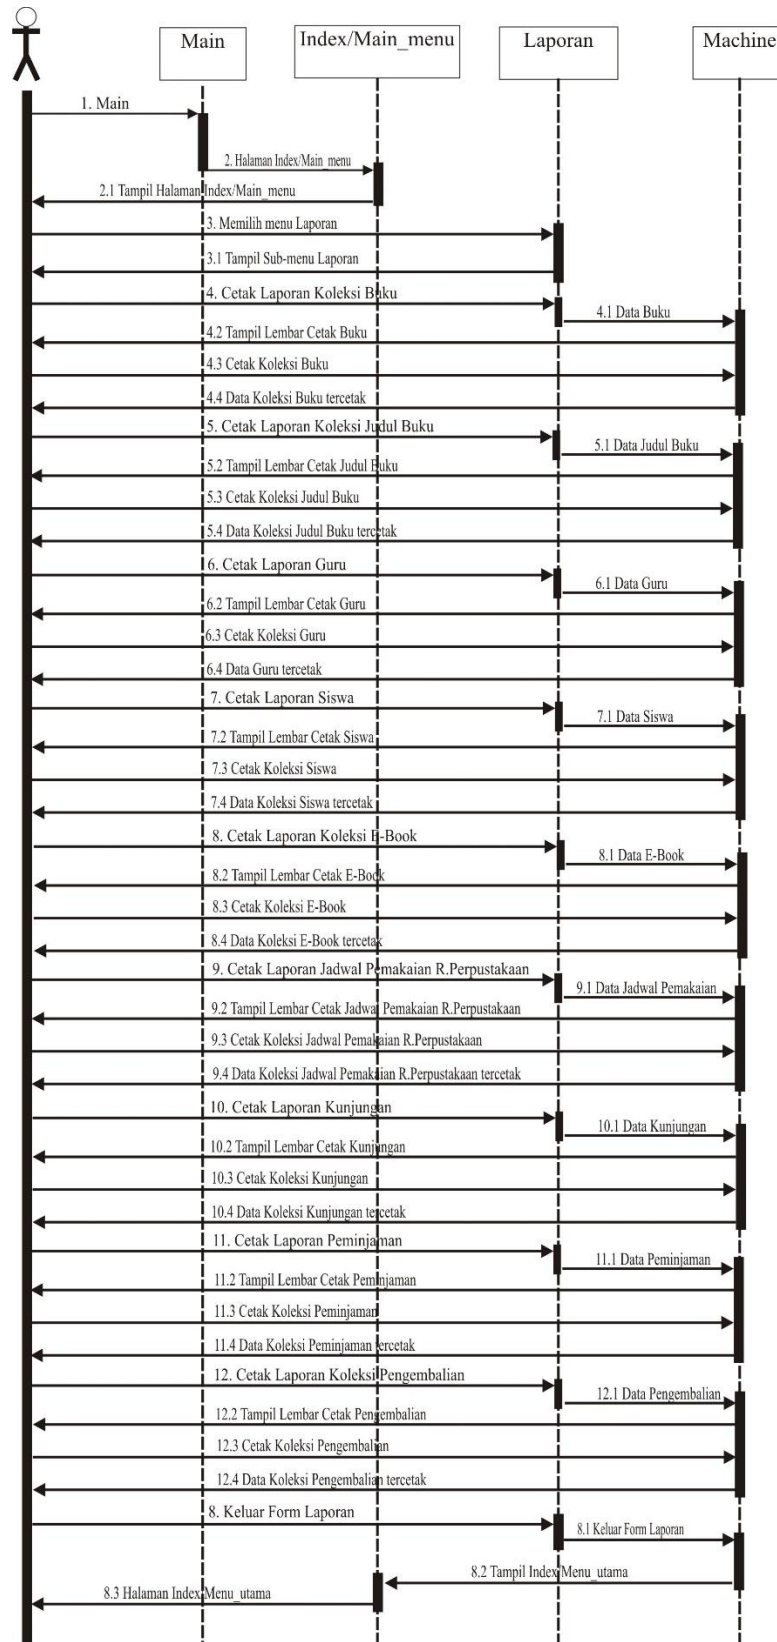 Main
Index/Main_menu
Laporan
Machine
1. Main
2. Halaman Index/Main_menu
2.1 Tampil Halaman Index/Main_menu
3. Memilih menu Laporan
3.1 Tampil Sub-menu Laporan
4. Cetak Laporan Koleksi Buku
4.1 Data Buku
4.2 Tampil Lembar Cetak Buku
4.3 Cetak Koleksi Buku
4.4 Data Koleksi Buku tercetak
5. Cetak Laporan Koleksi Judul Buku
5.1 Data Judul Buku
5.2 Tampil Lembar Cetak Judul Buku
5.3 Cetak Koleksi Judul Buku
5.4 Data Koleksi Judul Buku tercetak
6. Cetak Laporan Guru
6.1 Data Guru
6.2 Tampil Lembar Cetak Guru
6.3 Cetak Koleksi Guru
6.4 Data Guru tercetak
7. Cetak Laporan Siswa
7.1 Data Siswa
7.2 Tampil Lembar Cetak Siswa
7.3 Cetak Koleksi Siswa
7.4 Data Koleksi Siswa tercetak
8. Cetak Laporan Koleksi E-Book
8.1 Data E-Book
8.2 Tampil Lembar Cetak E-Book
8.3 Cetak Koleksi E-Book
8.4 Data Koleksi E-Book tercetak
9. Cetak Laporan Jadwal Pemakaian R.Perpustakaan
9.1 Data Jadwal Pemakaian
9.2 Tampil Lembar Cetak Jadwal Pemakaian R.Perpustakaan
9.3 Cetak Koleksi Jadwal Pemakaian R.Perpustakaan
9.4 Data Koleksi Jadwal Pemakaian R.Perpustakaan tercetak
10. Cetak Laporan Kunjungan
10.1 Data Kunjungan
10.2 Tampil Lembar Cetak Kunjungan
10.3 Cetak Koleksi Kunjungan
10.4 Data Koleksi Kunjungan tercetak
11. Cetak Laporan Peminjaman
11.1 Data Peminjaman
11.2 Tampil Lembar Cetak Peminjaman
11.3 Cetak Koleksi Peminjaman
11.4 Data Koleksi Peminjaman tercetak
12. Cetak Laporan Koleksi Pengembalian
12.1 Data Pengembalian
12.2 Tampil Lembar Cetak Pengembalian
12.3 Cetak Koleksi Pengembalian
12.4 Data Koleksi Pengembalian tercetak
8. Keluar Form Laporan
8.1 Keluar Form Laporan
8.2 Tampil Index/Menu_utama
8.3 Halaman Index/Menu_utama